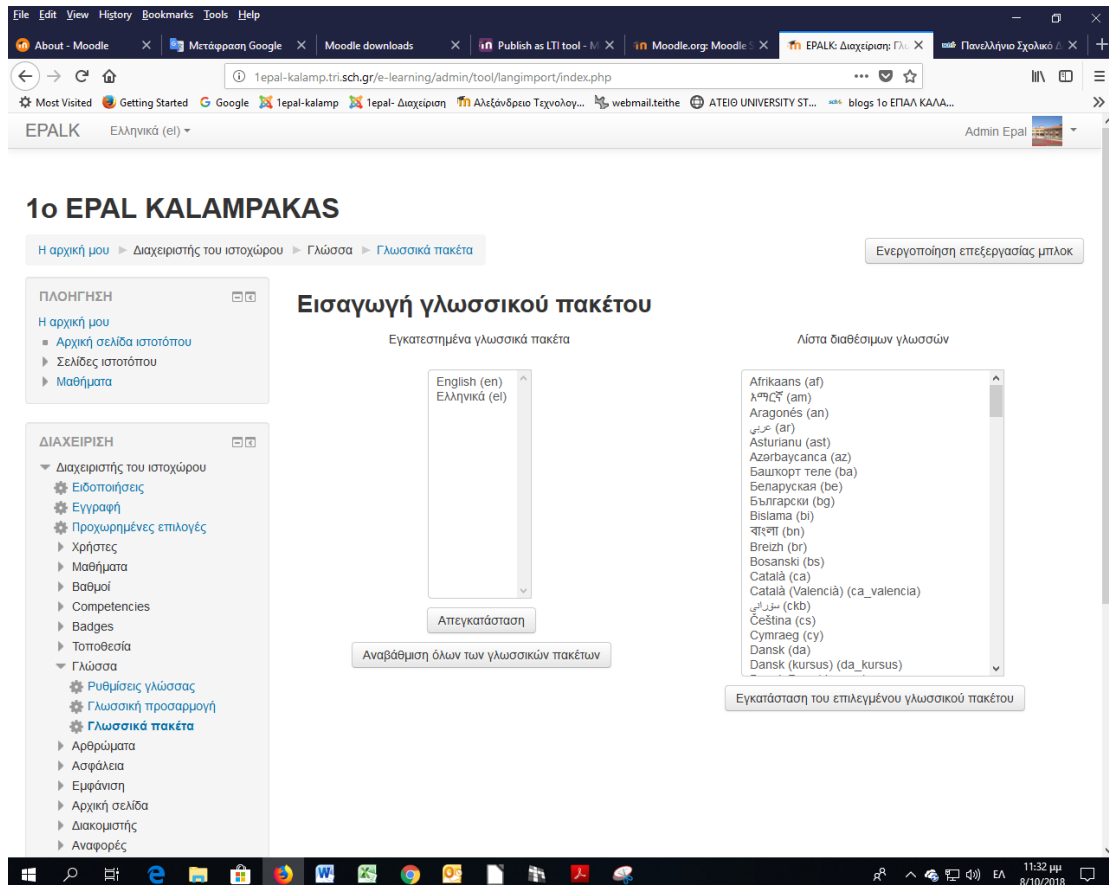 File Edit View History Bookmarks Tools Help
About - Moodle
Μετάφραση Google
Moodle downloads
Publish as LTI tool - M
Moodle.org: Moodle S
EPALK: Διαχείριση: Γλω
Πανελλήνιο Σχολικό Δ
1epal-kalamp.tri.sch.gr/e-learning/admin/tool/langimport/index.php
Most Visited Getting Started Google 1epal-kalamp 1epal- Διαχείριση Αλεξάνδρειο Τεχνολογ... webmail.teithe ΑΤΕΙΘ UNIVERSITY ST... blogs 1ο ΕΠΑΛ ΚΑΛΑ...
EPALK Ελληνικά (el)
Admin Epal
1ο EPAL KALAMPAKAS
Η αρχική μου Διαχειριστής του ιστοχώρου Γλώσσα Γλωσσικά πακέτα
Ενεργοποίηση επεξεργασίας μπλοκ
ΠΛΟΗΓΗΣΗ
Η αρχική μου
Αρχική σελίδα ιστοτόπου
Σελίδες ιστοτόπου
Μαθήματα
ΔΙΑΧΕΙΡΙΣΗ
Διαχειριστής του ιστοχώρου
Ειδοποιήσεις
Εγγραφή
Προχωρημένες επιλογές
Χρήστες
Μαθήματα
Βαθμοί
Competencies
Badges
Τοποθεσία
Γλώσσα
Ρυθμίσεις γλώσσας
Γλωσσική προσαρμογή
Γλωσσικά πακέτα
Αρθρώματα
Ασφάλεια
Εμφάνιση
Αρχική σελίδα
Διακομιστής
Αναφορές
Εισαγωγή γλωσσικού πακέτου
Εγκατεστημένα γλωσσικά πακέτα
English (en)
Ελληνικά (el)
Απεγκατάσταση
Αναβάθμιση όλων των γλωσσικών πακέτων
Λίστα διαθέσιμων γλωσσών
Afrikaans (af)
አማርኛ (am)
Aragonés (an)
عربي (ar)
Asturianu (ast)
Azərbaycanca (az)
Башҡорт теле (ba)
Беларуская (be)
Български (bg)
Bislama (bi)
বাংলা (bn)
Breizh (br)
Bosanski (bs)
Català (ca)
Català (Valencià) (ca_valencia)
سۆرانی (ckb)
Čeština (cs)
Cymraeg (cy)
Dansk (da)
Dansk (kursus) (da_kursus)
Εγκατάσταση του επιλεγμένου γλωσσικού πακέτου
ΕΛ
11:32 μμ
8/10/2018